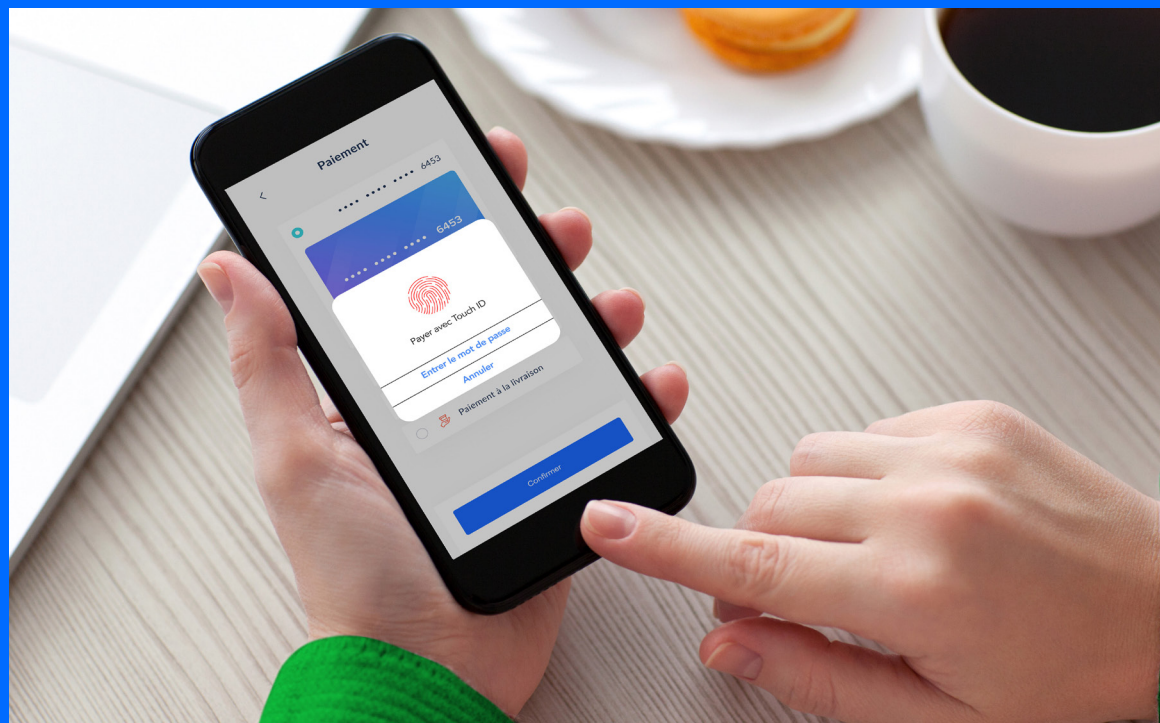 Paiement
•••• •••• •••• 6453
•••• •••• •••• 6453
Payer avec Touch ID
Entrer le mot de passe
Annuler
Paiement à la livraison
Confirmer